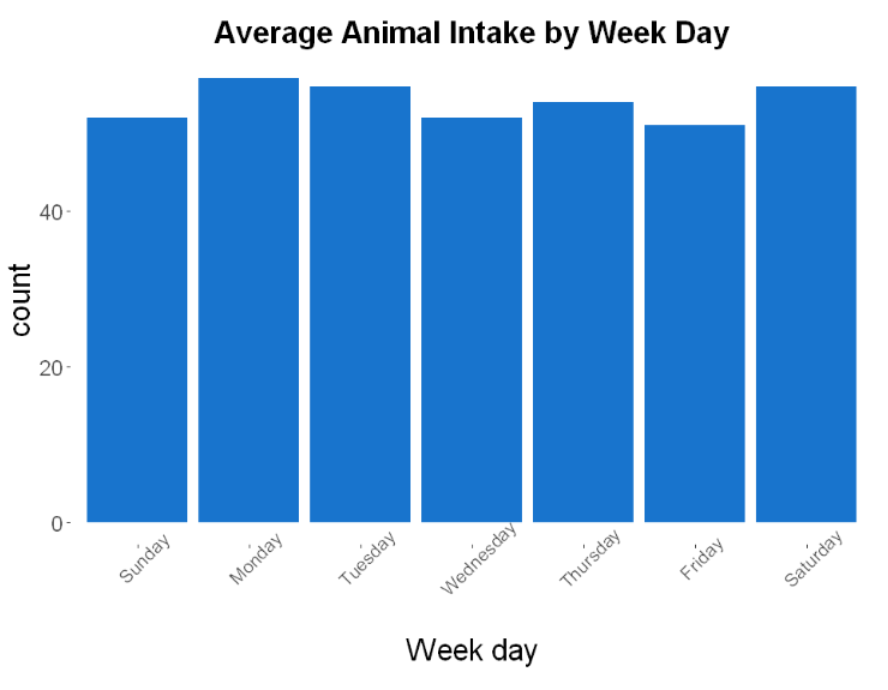 Average Animal Intake by Week Day
count
40
20
0
Sunday
Monday
Tuesday
Wednesday
Thursday
Friday
Saturday
Week day